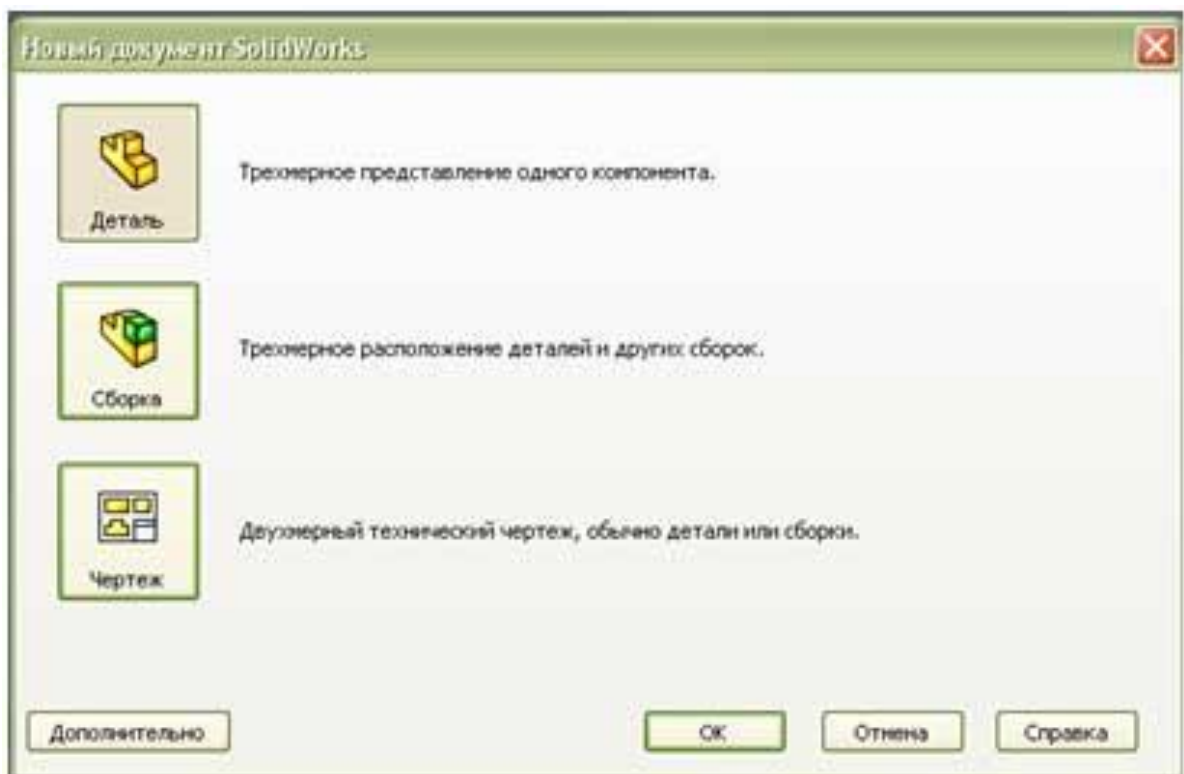 Новый документ SolidWorks
Деталь
Трехмерное представление одного компонента.
Сборка
Трехмерное расположение деталей и других сборок.
Чертеж
Двухмерный технический чертеж, обычно детали или сборки.
Дополнительно
ОК
Отмена
Справка